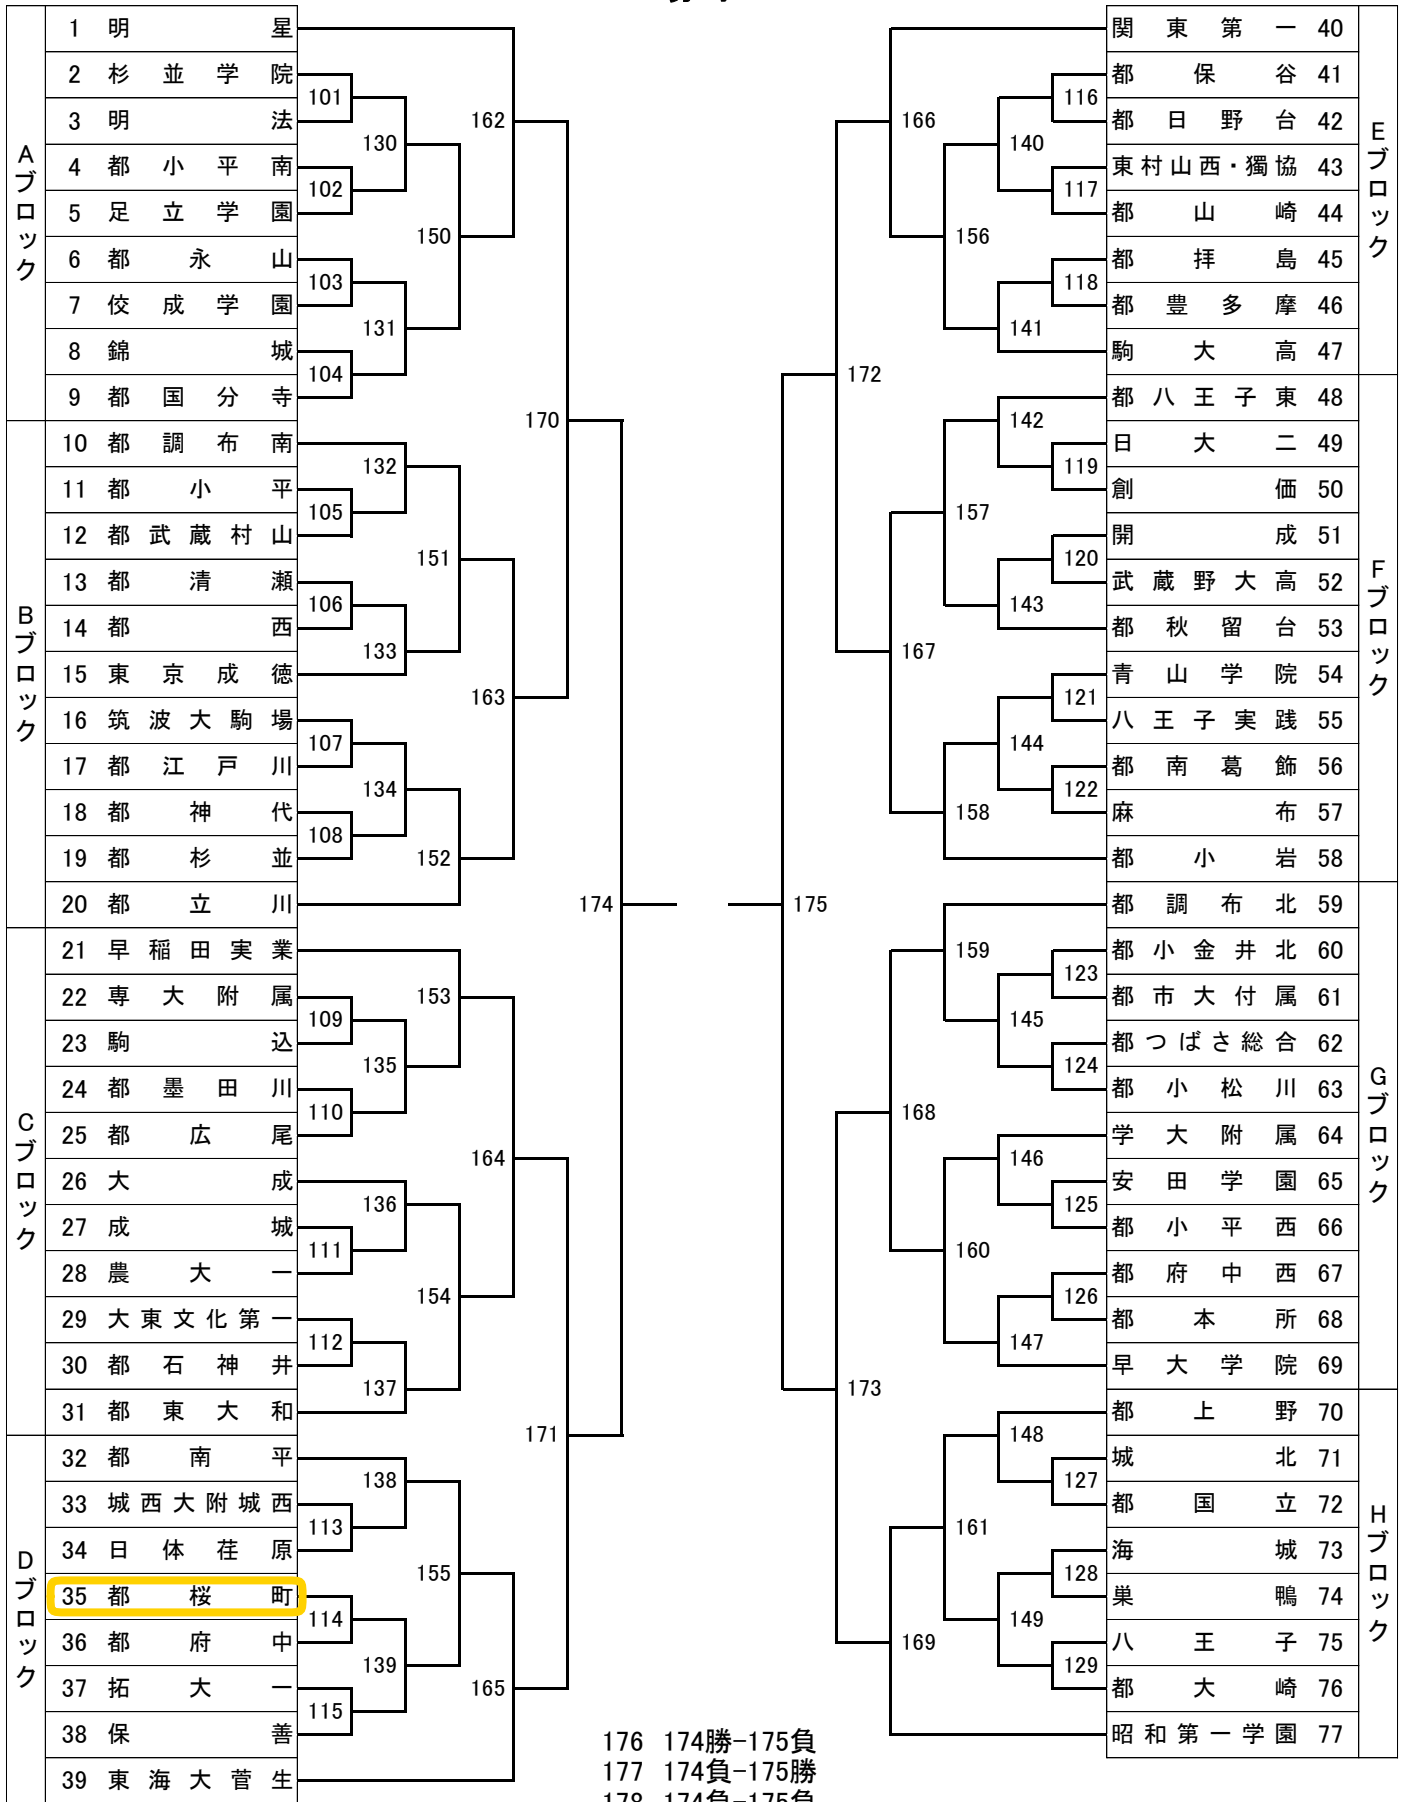 Aブロック
1 明星
2 杉並学院
3 明法
4 都小平南
5 足立学園
6 都永山
7 佼成学園
8 錦城
9 都国分寺
Bブロック
10 都調布南
11 都小平
12 都武蔵村山
13 都清瀬
14 都西
15 東京成徳
16 筑波大駒場
17 都江戸川
18 都神代
19 都杉並
20 都立川
Cブロック
21 早稲田実業
22 専大附属
23 駒込
24 都墨田川
25 都広尾
26 大成
27 成城
28 農大一
29 大東文化第一
30 都石神井
31 都東大和
Dブロック
32 都南平
33 城西大附城西
34 日体荏原
35 都桜町
36 都府中
37 拓大一
38 保善
39 東海大菅生
101
102
103
104
105
106
107
108
109
110
111
112
113
114
115
130
131
132
133
134
135
136
137
138
139
150
151
152
153
154
155
162
163
164
165
170
171
174
175
172
173
166
167
168
169
156
157
158
159
160
161
140
141
142
143
144
145
146
147
148
149
116
117
118
119
120
121
122
123
124
125
126
127
128
129
Eブロック
関東第一 40
都保谷 41
都日野台 42
東村山西・獨協 43
都山崎 44
都拝島 45
都豊多摩 46
駒大高 47
Fブロック
都八王子東 48
日大二 49
創価 50
開成 51
武蔵野大高 52
都秋留台 53
青山学院 54
八王子実践 55
都南葛飾 56
麻布 57
都小岩 58
Gブロック
都調布北 59
都小金井北 60
都市大付属 61
都つばさ総合 62
都小松川 63
学大附属 64
安田学園 65
都小平西 66
都府中西 67
都本所 68
早大学院 69
Hブロック
都上野 70
城北 71
都国立 72
海城 73
巣鴨 74
八王子 75
都大崎 76
昭和第一学園 77
176 174勝-175負
177 174負-175勝
178 174負-175負